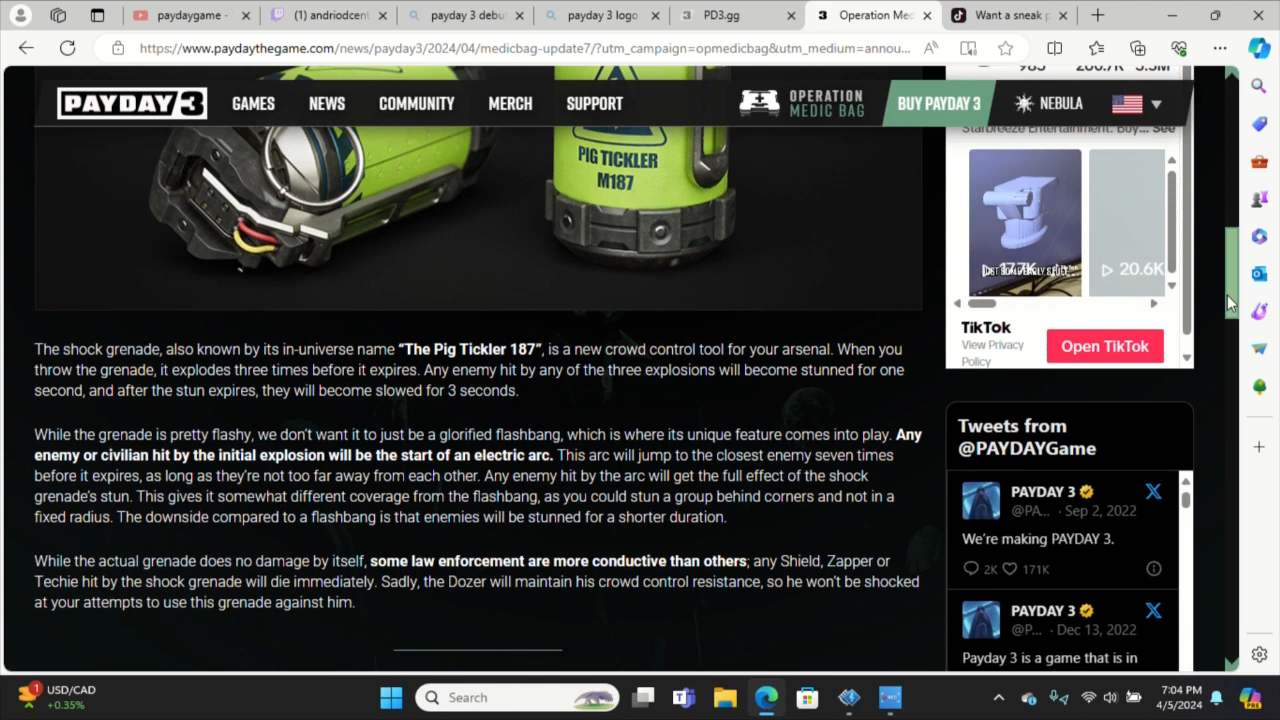 paydaygame -
(1) andriodcent
payday 3 debu
payday 3 logo
PD3.gg
Operation Med
Want a sneak p
https://www.paydaythegame.com/news/payday3/2024/04/medicbag-update7/?utm_campaign=opmedicbag&utm_medium=annou...
PAYDAY 3
GAMES
NEWS
COMMUNITY
MERCH
SUPPORT
OPERATION
MEDIC BAG
BUY PAYDAY 3
NEBULA
PIG TICKLER
M187
The shock grenade, also known by its in-universe name “The Pig Tickler 187”, is a new crowd control tool for your arsenal. When you
throw the grenade, it explodes three times before it expires. Any enemy hit by any of the three explosions will become stunned for one
second, and after the stun expires, they will become slowed for 3 seconds.
While the grenade is pretty flashy, we don’t want it to just be a glorified flashbang, which is where its unique feature comes into play. Any
enemy or civilian hit by the initial explosion will be the start of an electric arc. This arc will jump to the closest enemy seven times
before it expires, as long as they’re not too far away from each other. Any enemy hit by the arc will get the full effect of the shock
grenade’s stun. This gives it somewhat different coverage from the flashbang, as you could stun a group behind corners and not in a
fixed radius. The downside compared to a flashbang is that enemies will be stunned for a shorter duration.
While the actual grenade does no damage by itself, some law enforcement are more conductive than others; any Shield, Zapper or
Techie hit by the shock grenade will die immediately. Sadly, the Dozer will maintain his crowd control resistance, so he won’t be shocked
at your attempts to use this grenade against him.
Starbreeze Entertainment. Buy... See
17.7K
20.6K
TikTok
View Privacy
Policy
Open TikTok
Tweets from
@PAYDAYGame
PAYDAY 3
@PA... · Sep 2, 2022
We’re making PAYDAY 3.
2K 171K
PAYDAY 3
@P... · Dec 13, 2022
Payday 3 is a game that is in
1
USD/CAD
+0.35%
Search
PRE
7:04 PM
4/5/2024